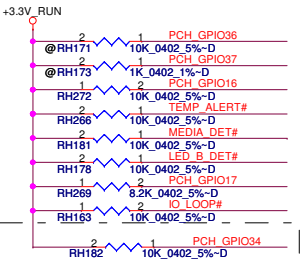 +3.3V_RUN
2 1 PCH_GPIO36
@RH171 10K_0402_5%~D
2 1 PCH_GPIO37
@RH173 1K_0402_1%~D
1 2 PCH_GPIO16
RH272 10K_0402_5%~D
2 1 TEMP_ALERT#
RH266 10K_0402_5%~D
2 1 MEDIA_DET#
RH181 10K_0402_5%~D
2 1 LED_B_DET#
RH178 10K_0402_5%~D
1 2 PCH_GPIO17
RH269 8.2K_0402_5%~D
1 2 IO_LOOP#
RH163 10K_0402_5%~D
2 1 PCH_GPIO34
RH182 10K_0402_5%~D